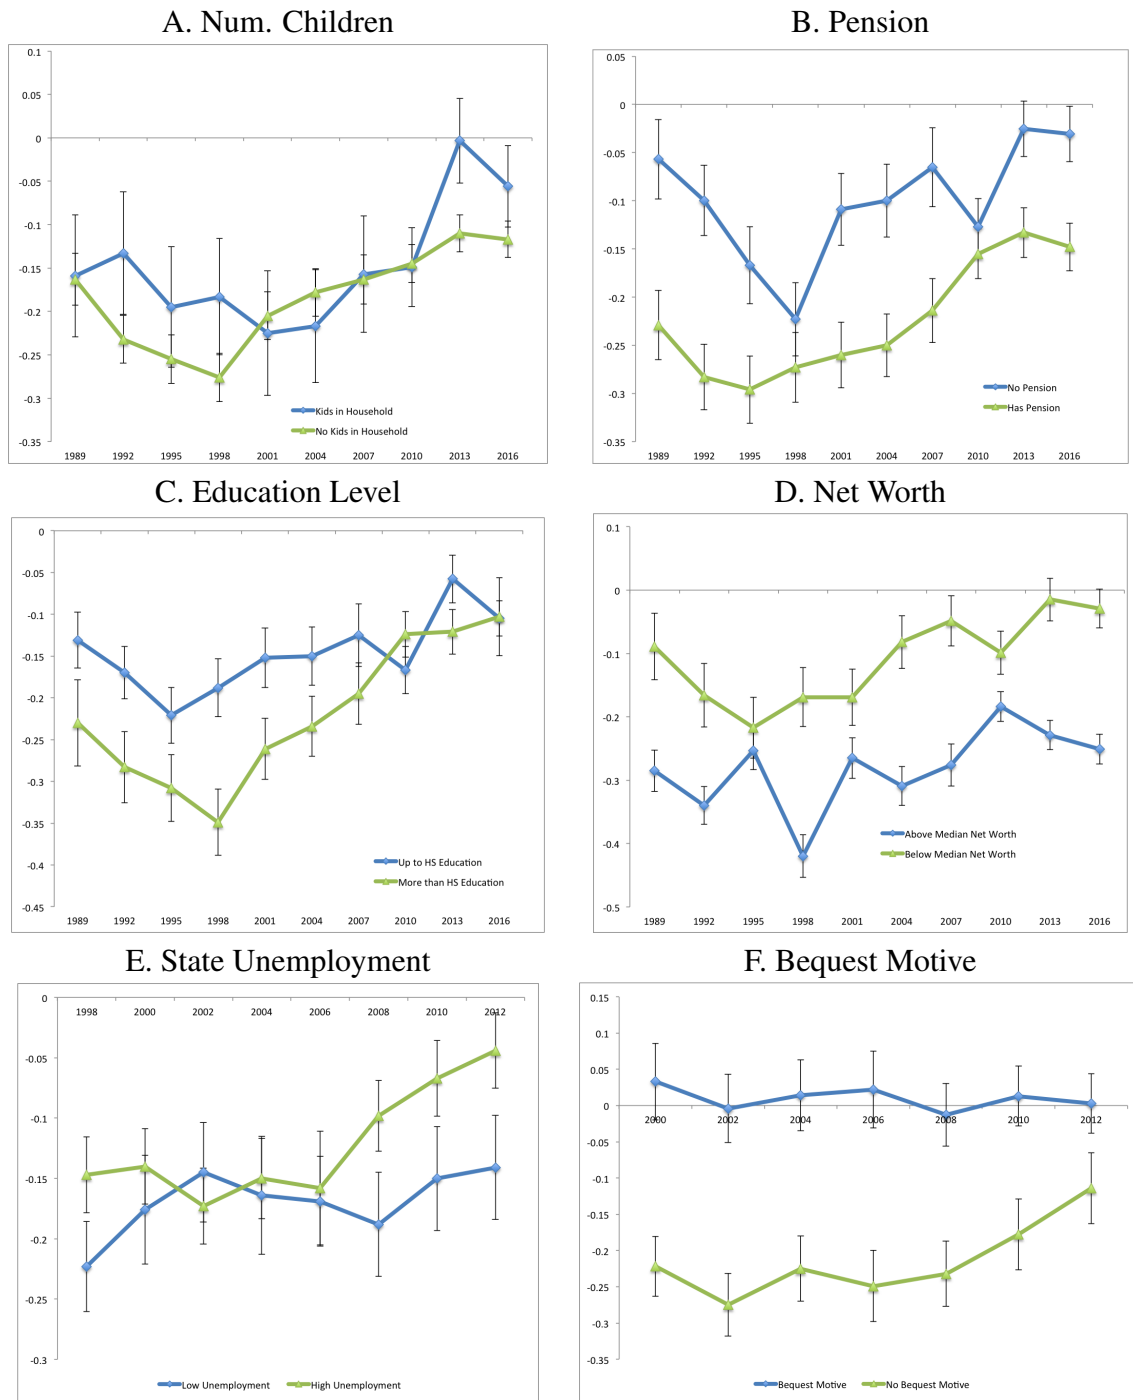 A. Num. Children
0.1
0.05
0
-0.05
-0.1
-0.15
-0.2
-0.25
-0.3
-0.35
Kids in Household
No Kids in Household
1989 1992 1995 1998 2001 2004 2007 2010 2013 2016
B. Pension
0.05
0
-0.05
-0.1
-0.15
-0.2
-0.25
-0.3
-0.35
No Pension
Has Pension
1989 1992 1995 1998 2001 2004 2007 2010 2013 2016
C. Education Level
0
-0.05
-0.1
-0.15
-0.2
-0.25
-0.3
-0.35
-0.4
-0.45
Up to HS Education
More than HS Education
1989 1992 1995 1998 2001 2004 2007 2010 2013 2016
D. Net Worth
0.1
0
-0.1
-0.2
-0.3
-0.4
-0.5
Above Median Net Worth
Below Median Net Worth
1989 1992 1995 1998 2001 2004 2007 2010 2013 2016
E. State Unemployment
0
1998 2000 2002 2004 2006 2008 2010 2012
-0.05
-0.1
-0.15
-0.2
-0.25
-0.3
Low Unemployment High Unemployment
F. Bequest Motive
0.15
0.1
0.05
0
2000 2002 2004 2006 2008 2010 2012
-0.05
-0.1
-0.15
-0.2
-0.25
-0.3
-0.35
Bequest Motive No Bequest Motive